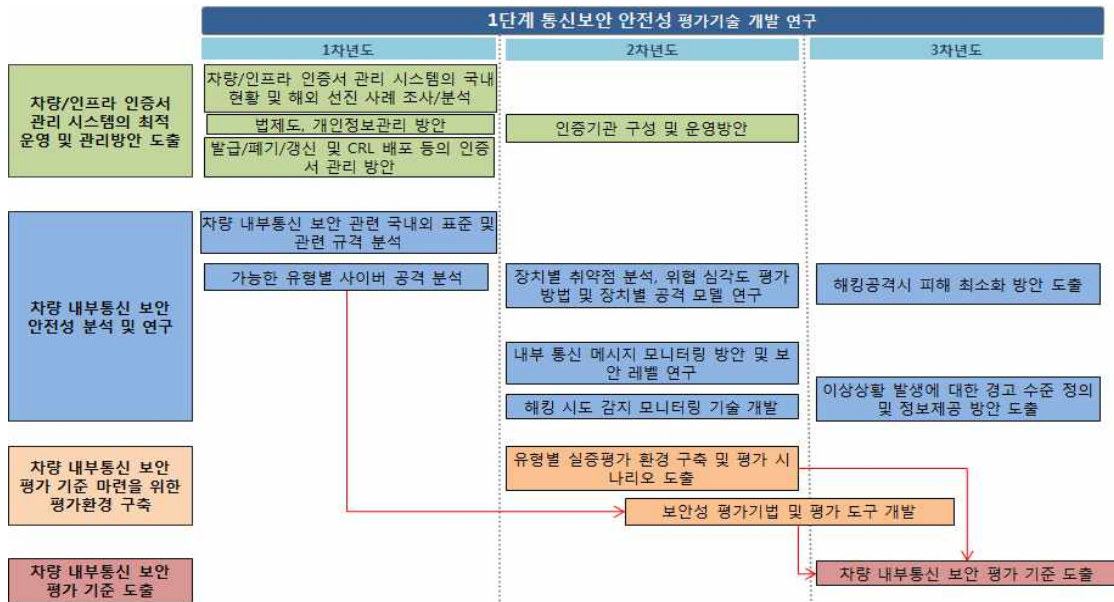 1단계 통신보안 안전성 평가기술 개발 연구
1차년도
2차년도
3차년도
차량/인프라 인증서
관리 시스템의 최적
운영 및 관리방안 도출
차량/인프라 인증서 관리 시스템의 국내
현황 및 해외 선진 사례 조사/분석
법제도, 개인정보관리 방안
발급/폐기/갱신 및 CRL 배포 등의 인증
서 관리 방안
인증기관 구성 및 운영방안
차량 내부통신 보안
안전성 분석 및 연구
차량 내부통신 보안 관련 국내외 표준 및
관련 규격 분석
가능한 유형별 사이버 공격 분석
장치별 취약점 분석, 위협 심각도 평가
방법 및 장치별 공격 모델 연구
해킹공격시 피해 최소화 방안 도출
내부 통신 메시지 모니터링 방안 및 보
안 레벨 연구
해킹 시도 감지 모니터링 기술 개발
이상상황 발생에 대한 경고 수준 정의
및 정보제공 방안 도출
차량 내부통신 보안
평가 기준 마련을 위한
평가환경 구축
유형별 실증평가 환경 구축 및 평가 시
나리오 도출
보안성 평가기법 및 평가 도구 개발
차량 내부통신 보안
평가 기준 도출
차량 내부통신 보안 평가 기준 도출